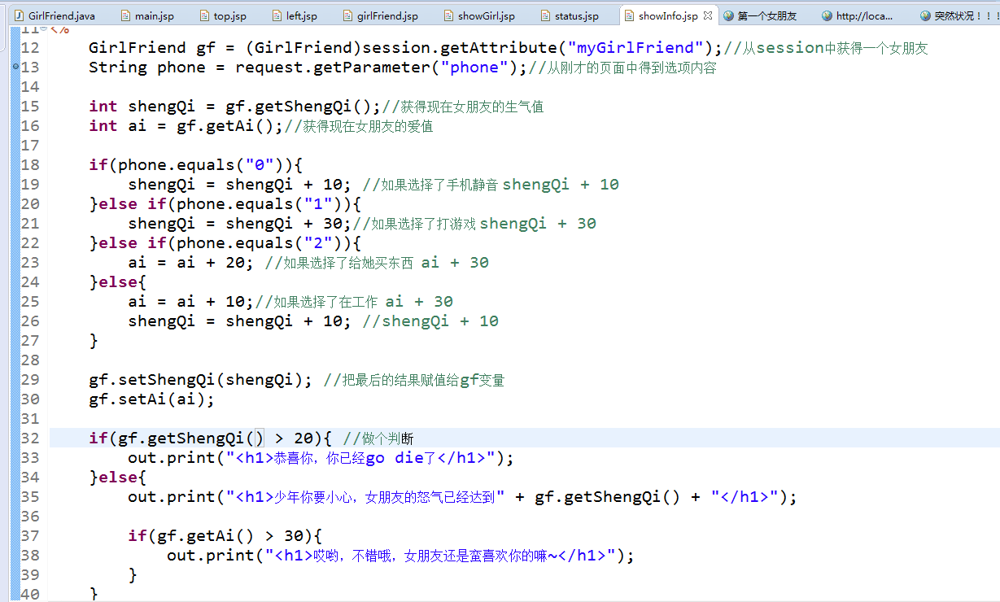 GirlFriend.java main.jsp top.jsp left.jsp girlFriend.jsp showGirl.jsp status.jsp showInfo.jsp 第一个女朋友 http://loca... 突然状况！！！
11 <%
12 GirlFriend gf = (GirlFriend)session.getAttribute("myGirlFriend");//从session中获得一个女朋友
13 String phone = request.getParameter("phone");//从刚才的页面中得到选项内容
14
15 int shengQi = gf.getShengQi();//获得现在女朋友的生气值
16 int ai = gf.getAi();//获得现在女朋友的爱值
17
18 if(phone.equals("0")){
19 shengQi = shengQi + 10; //如果选择了手机静音 shengQi + 10
20 }else if(phone.equals("1")){
21 shengQi = shengQi + 30;//如果选择了打游戏 shengQi + 30
22 }else if(phone.equals("2")){
23 ai = ai + 20; //如果选择了给她买东西 ai + 30
24 }else{
25 ai = ai + 10;//如果选择了在工作 ai + 30
26 shengQi = shengQi + 10; //shengQi + 10
27 }
28
29 gf.setShengQi(shengQi); //把最后的结果赋值给gf变量
30 gf.setAi(ai);
31
32 if(gf.getShengQi() > 20){ //做个判断
33 out.print("<h1>恭喜你，你已经go die了</h1>");
34 }else{
35 out.print("<h1>少年你要小心，女朋友的怒气已经达到" + gf.getShengQi() + "</h1>");
36
37 if(gf.getAi() > 30){
38 out.print("<h1>哎哟，不错哦，女朋友还是蛮喜欢你的嘛~</h1>");
39 }
40 }